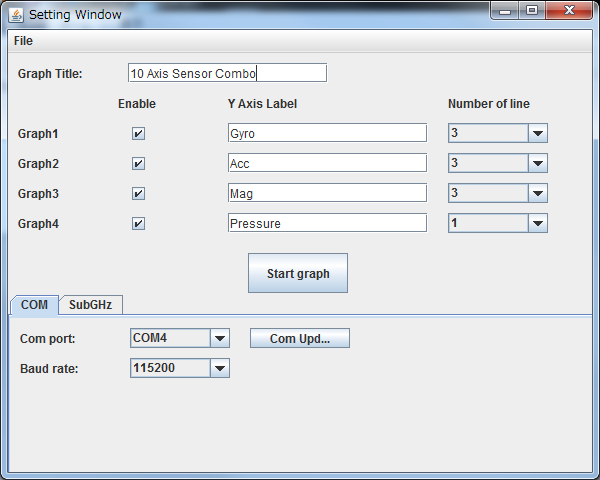 Setting Window
File
Graph Title: 10 Axis Sensor Combo
Enable Y Axis Label Number of line
Graph1 Gyro 3
Graph2 Acc 3
Graph3 Mag 3
Graph4 Pressure 1
Start graph
COM SubGHz
Com port: COM4 Com Upd...
Baud rate: 115200